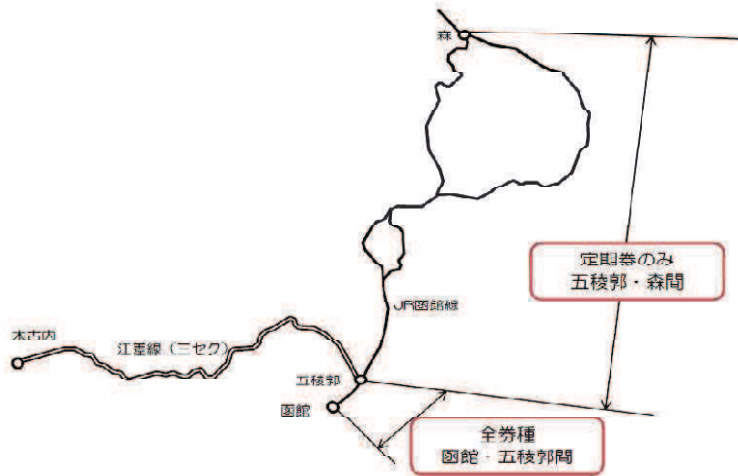 森
定期券のみ
五稜郭・森間
JR函館線
木古内
江差線（三セク）
五稜郭
函館
全券種
函館・五稜郭間